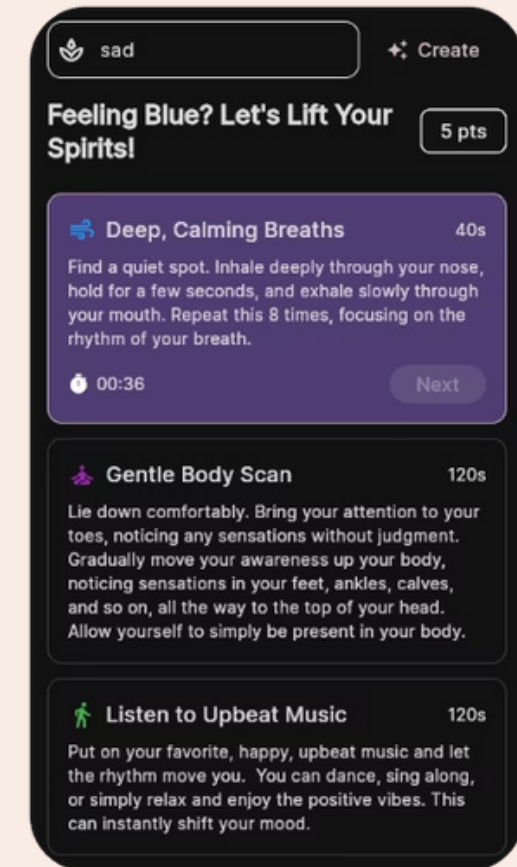 sad
Create
Feeling Blue? Let's Lift Your
Spirits!
5 pts
Deep, Calming Breaths
40s
Find a quiet spot. Inhale deeply through your nose,
hold for a few seconds, and exhale slowly through
your mouth. Repeat this 8 times, focusing on the
rhythm of your breath.
00:36
Next
Gentle Body Scan
120s
Lie down comfortably. Bring your attention to your
toes, noticing any sensations without judgment.
Gradually move your awareness up your body,
noticing sensations in your feet, ankles, calves,
and so on, all the way to the top of your head.
Allow yourself to simply be present in your body.
Listen to Upbeat Music
120s
Put on your favorite, happy, upbeat music and let
the rhythm move you.  You can dance, sing along,
or simply relax and enjoy the positive vibes. This
can instantly shift your mood.